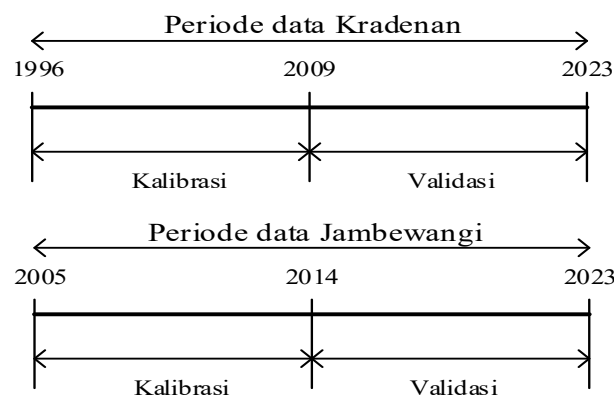 Periode data Kradenan
1996 2009 2023
Kalibrasi Validasi
Periode data Jambewangi
2005 2014 2023
Kalibrasi Validasi